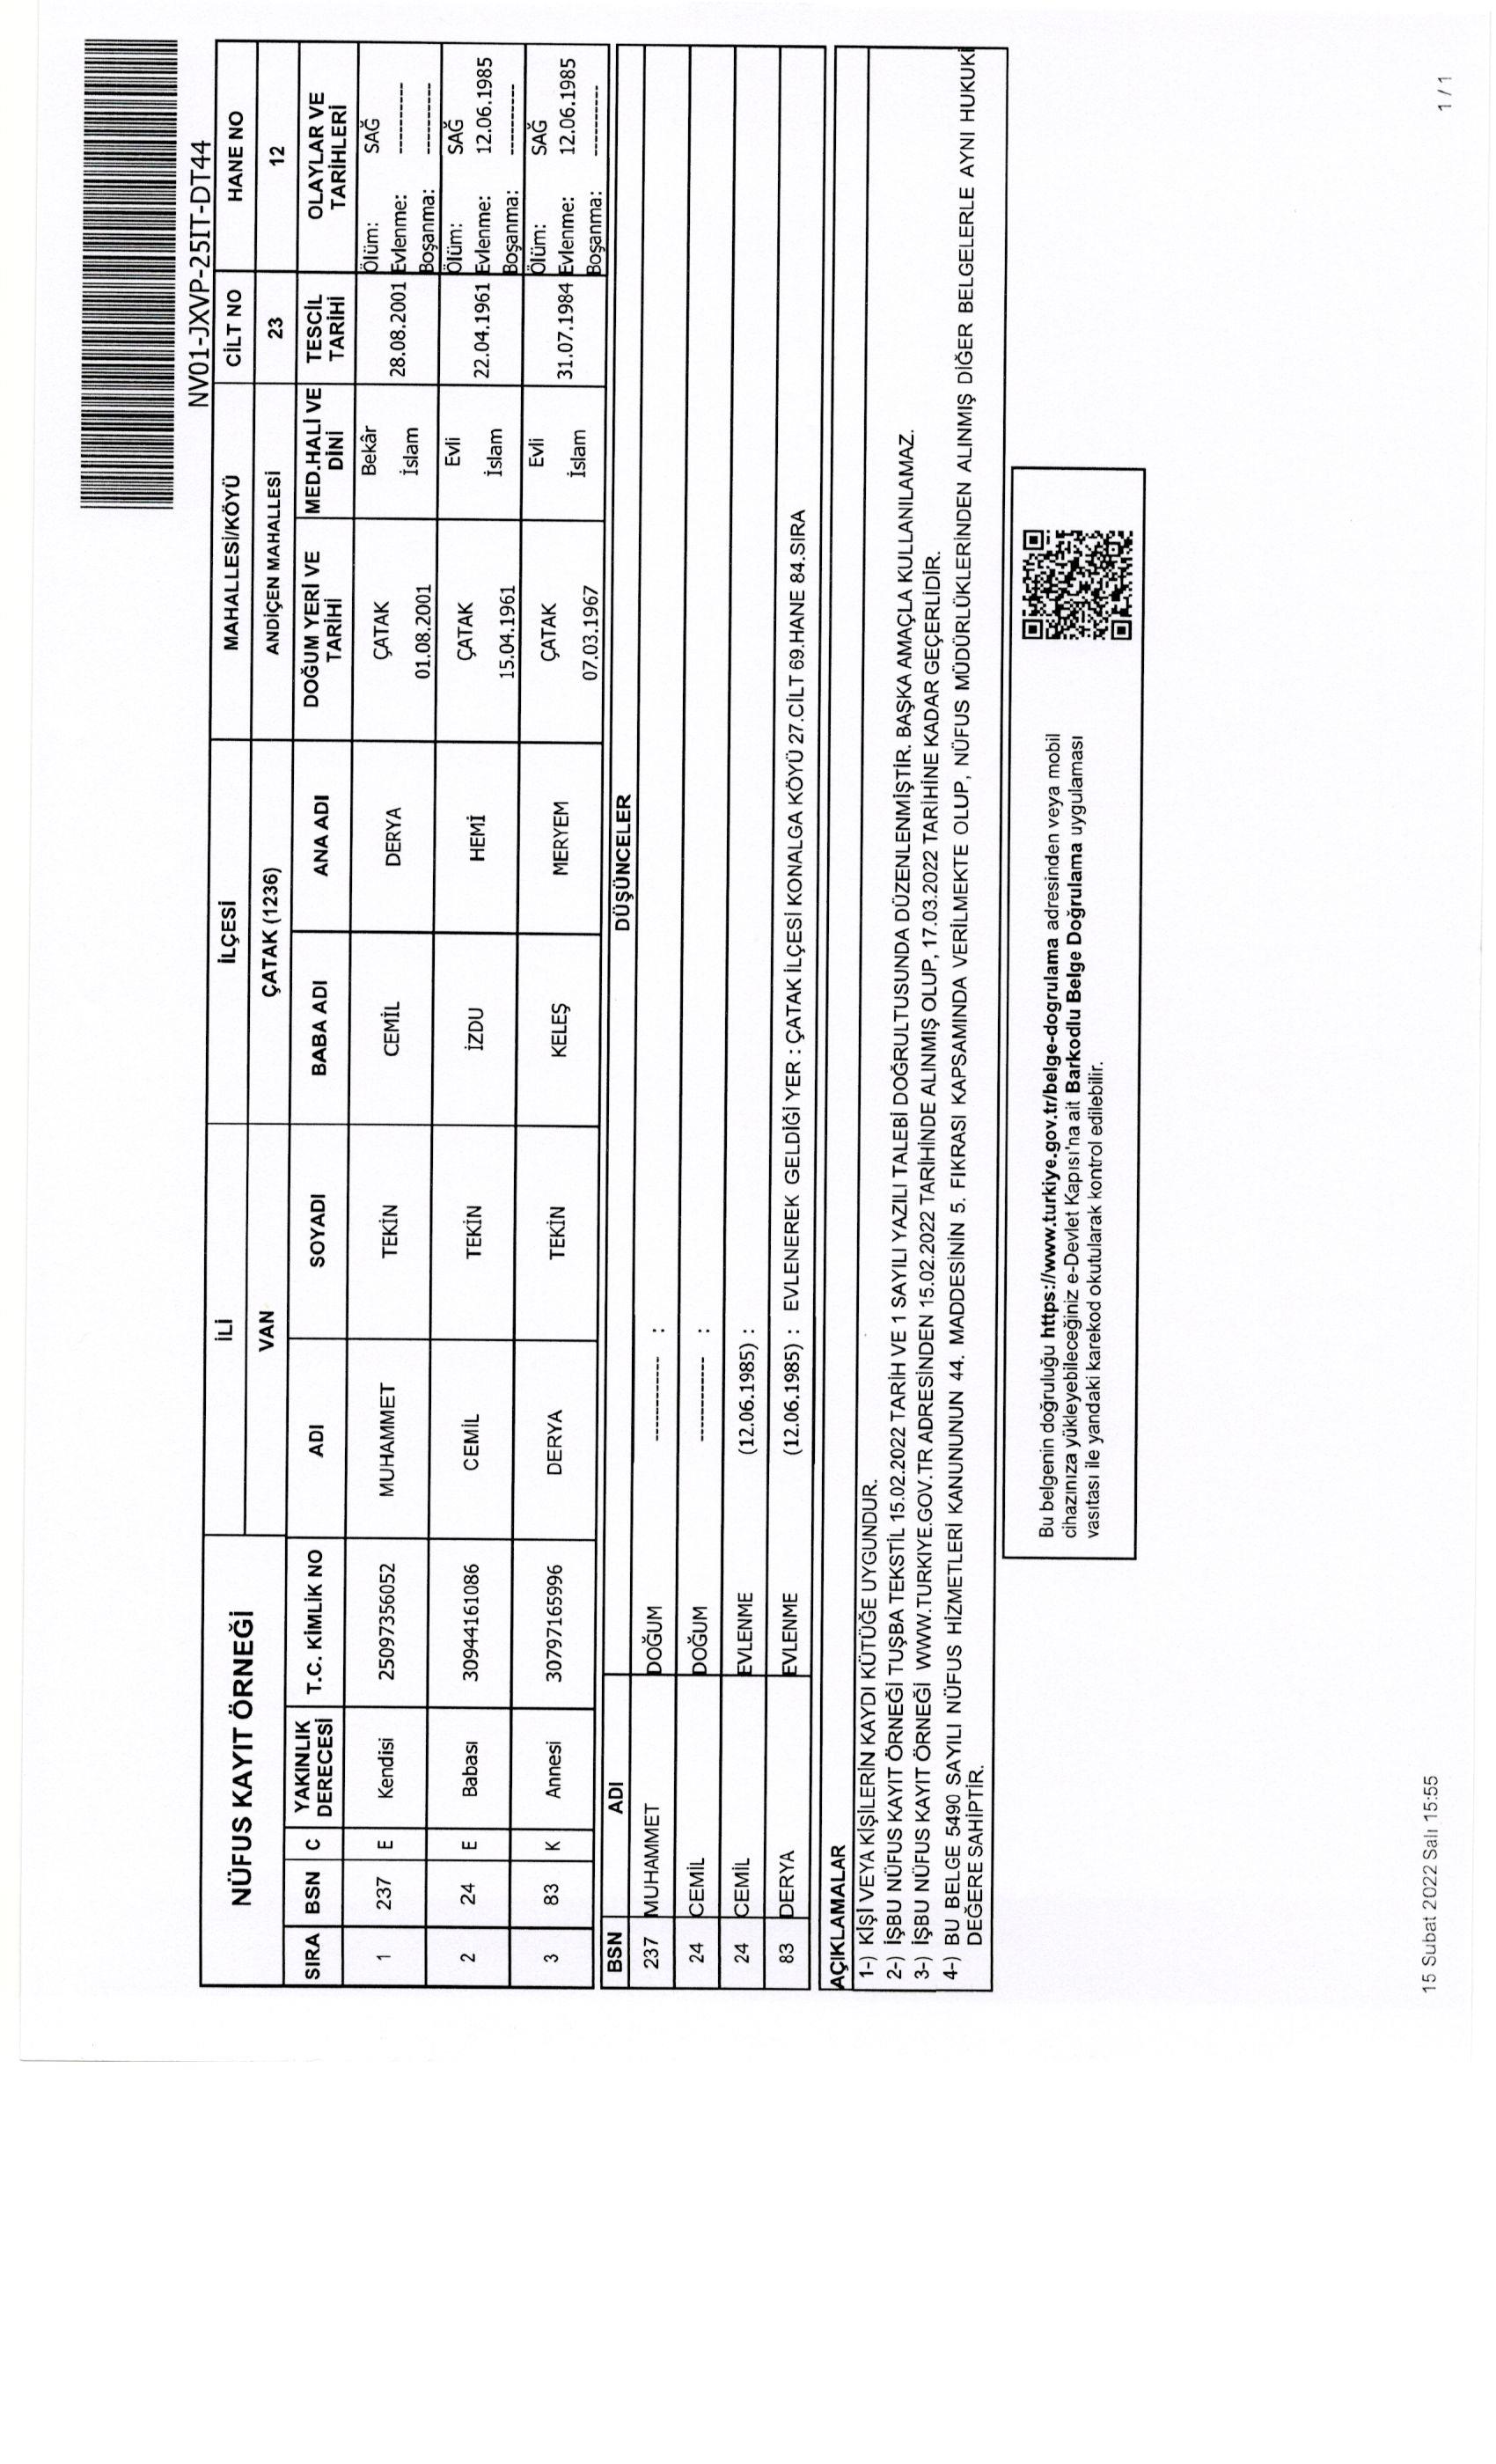 NV01-JXVP-25IT-DT44
NÜFUS KAYIT ÖRNEĞİ İLİ İLÇESİ MAHALLESİ/KÖYÜ CİLT NO HANE NO
VAN ÇATAK (1236) ANDİÇEN MAHALLESİ 23 12
SIRA BSN C YAKINLIK DERECESİ T.C. KİMLİK NO ADI SOYADI BABA ADI ANA ADI DOĞUM YERİ VE TARİHİ MED.HALİ VE DİNİ TESCİL TARİHİ OLAYLAR VE TARİHLERİ
1 237 E Kendisi 25097356052 MUHAMMET TEKİN CEMİL DERYA ÇATAK 01.08.2001 Bekâr İslam 28.08.2001 Ölüm: SAĞ Evlenme: ---------- Boşanma: ----------
2 24 E Babası 30944161086 CEMİL TEKİN İZDU HEMİ ÇATAK 15.04.1961 Evli İslam 22.04.1961 Ölüm: SAĞ Evlenme: 12.06.1985 Boşanma: ----------
3 83 K Annesi 30797165996 DERYA TEKİN KELEŞ MERYEM ÇATAK 07.03.1967 Evli İslam 31.07.1984 Ölüm: SAĞ Evlenme: 12.06.1985 Boşanma: ----------
BSN ADI DÜŞÜNCELER
237 MUHAMMET DOĞUM ----------- :
24 CEMİL DOĞUM ----------- :
24 CEMİL EVLENME (12.06.1985) :
83 DERYA EVLENME (12.06.1985) : EVLENEREK GELDİĞİ YER : ÇATAK İLÇESİ KONALGA KÖYÜ 27.CİLT 69.HANE 84.SIRA
AÇIKLAMALAR
1-) KİŞİ VEYA KİŞİLERİN KAYDI KÜTÜĞE UYGUNDUR.
2-) İŞBU NÜFUS KAYIT ÖRNEĞİ TUŞBA TEKSTİL 15.02.2022 TARİH VE 1 SAYILI YAZILI TALEBİ DOĞRULTUSUNDA DÜZENLENMİŞTİR. BAŞKA AMAÇLA KULLANILAMAZ.
3-) İŞBU NÜFUS KAYIT ÖRNEĞİ WWW.TURKIYE.GOV.TR ADRESİNDEN 15.02.2022 TARİHİNDE ALINMIŞ OLUP, 17.03.2022 TARİHİNE KADAR GEÇERLİDİR.
4-) BU BELGE 5490 SAYILI NÜFUS HİZMETLERİ KANUNUNUN 44. MADDESİNİN 5. FIKRASI KAPSAMINDA VERİLMEKTE OLUP, NÜFUS MÜDÜRLÜKLERİNDEN ALINMIŞ DİĞER BELGELERLE AYNI HUKUKİ
DEĞERE SAHİPTİR.
Bu belgenin doğruluğu https://www.turkiye.gov.tr/belge-dogrulama adresinden veya mobil
cihazınıza yükleyebileceğiniz e-Devlet Kapısı'na ait Barkodlu Belge Doğrulama uygulaması
vasıtası ile yandaki karekod okutularak kontrol edilebilir.
15 Subat 2022 Salı 15:55
1 / 1